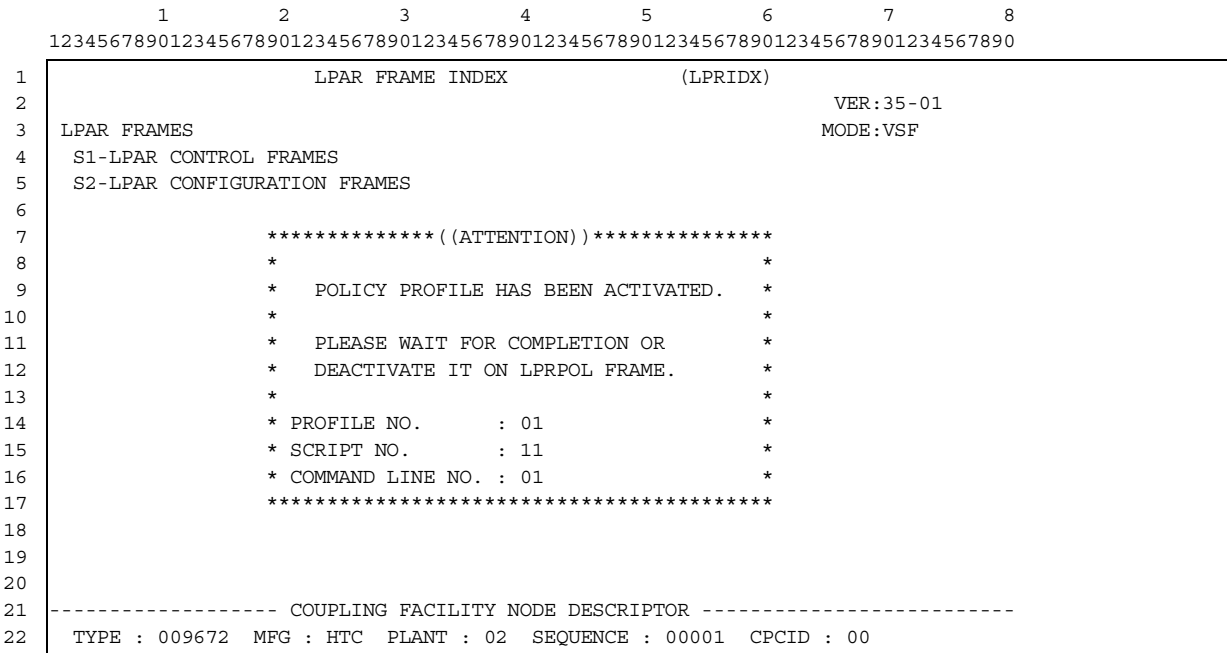 1 2 3 4 5 6 7 8
12345678901234567890123456789012345678901234567890123456789012345678901234567890
1 LPAR FRAME INDEX (LPRIDX)
2 VER:35-01
3 LPAR FRAMES MODE:VSF
4 S1-LPAR CONTROL FRAMES
5 S2-LPAR CONFIGURATION FRAMES
6
7 **************((ATTENTION))***************
8 * *
9 * POLICY PROFILE HAS BEEN ACTIVATED. *
10 * *
11 * PLEASE WAIT FOR COMPLETION OR *
12 * DEACTIVATE IT ON LPRPOL FRAME. *
13 * *
14 * PROFILE NO. : 01 *
15 * SCRIPT NO. : 11 *
16 * COMMAND LINE NO. : 01 *
17 ******************************************
18
19
20
21 ------------------- COUPLING FACILITY NODE DESCRIPTOR --------------------------
22 TYPE : 009672 MFG : HTC PLANT : 02 SEQUENCE : 00001 CPCID : 00